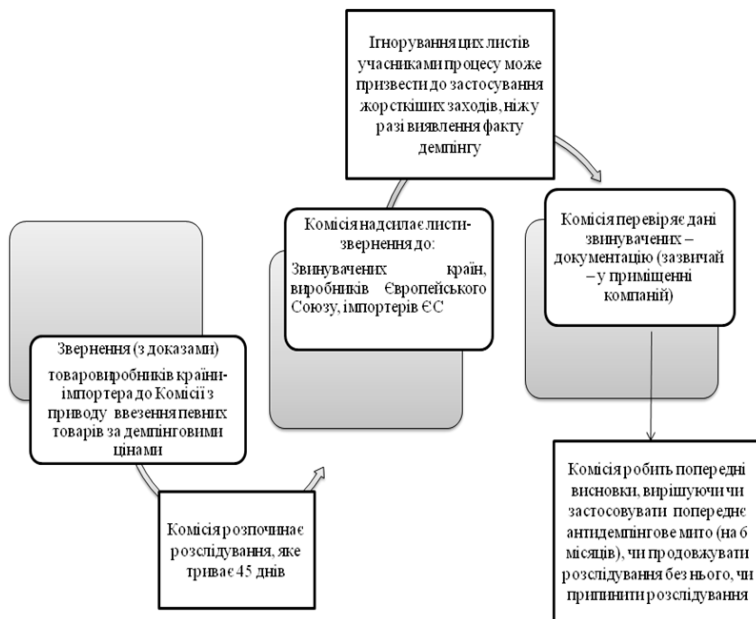 Звернення (з доказами)
товаровиробників країни-
імпортера до Комісії з
приводу ввезення певних
товарів за демпінговими
цінами
Комісія розпочинає
розслідування, яке
триває 45 днів
Комісія надсилає листи-
звернення до:
Звинувачених країн,
виробників Європейського
Союзу, імпортерів ЄС
Ігнорування цих листів
учасниками процесу може
призвести до застосування
жорсткіших заходів, ніж у
разі виявлення факту
демпінгу
Комісія перевіряє дані
звинувачених –
документацію (зазвичай
– у приміщенні
компаній)
Комісія робить попередні
висновки, вирішуючи чи
застосовувати попереднє
антидемпінгове мито (на 6
місяців), чи продовжувати
розслідування без нього, чи
припинити розслідування